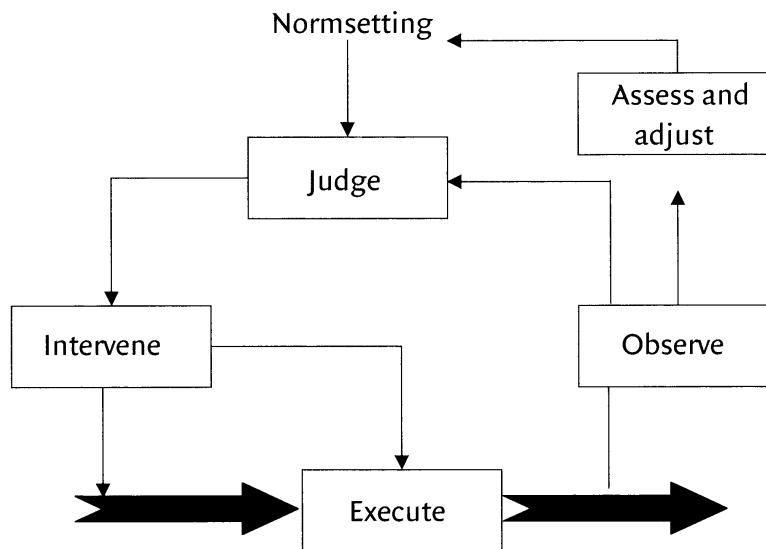 Normsetting
Assess and
adjust
Judge
Intervene
Observe
Execute